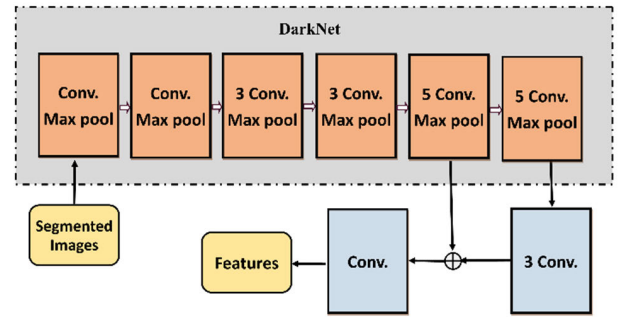 DarkNet
Conv.
Max pool
Conv.
Max pool
3 Conv.
Max pool
3 Conv.
Max pool
5 Conv.
Max pool
5 Conv.
Max pool
Segmented
Images
Features
Conv.
3 Conv.